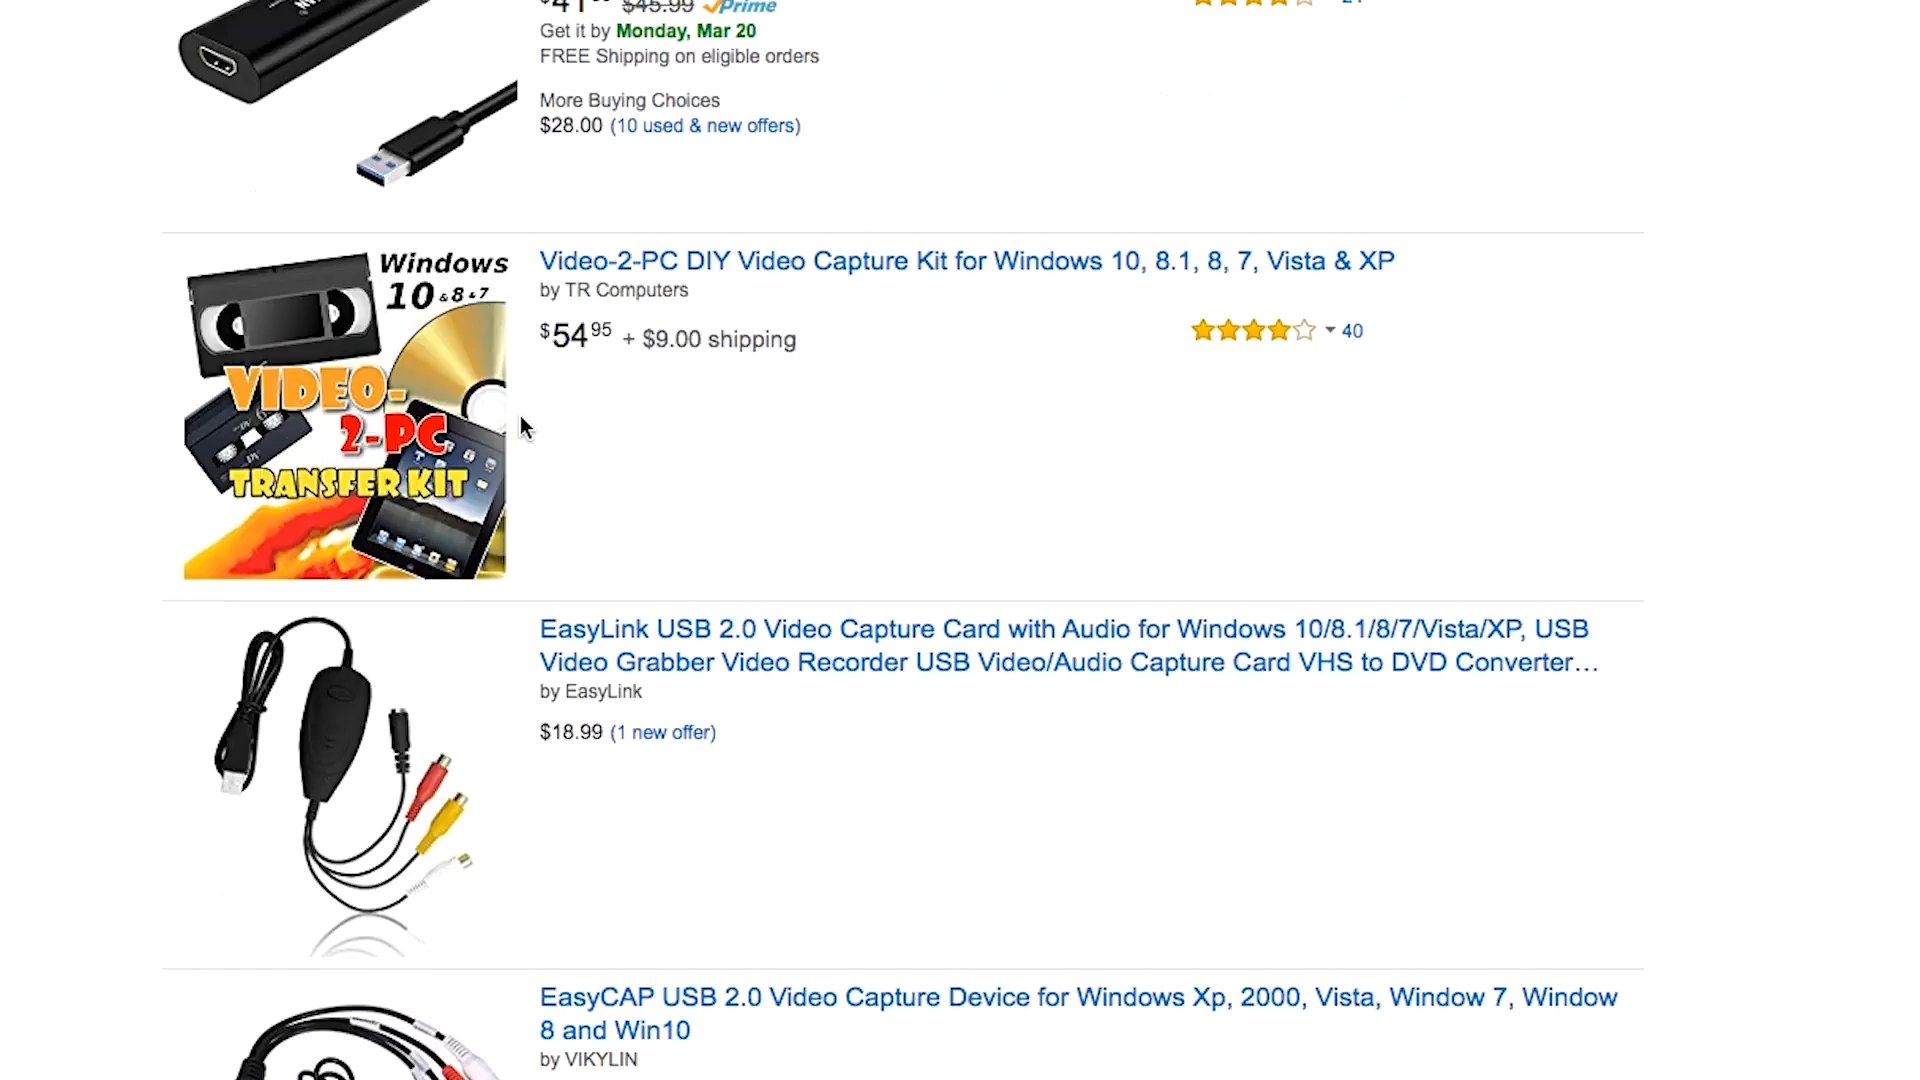 $41 $45.99 Prime
Get it by Monday, Mar 20
FREE Shipping on eligible orders
More Buying Choices
$28.00 (10 used & new offers)
Windows
10 & 8 & 7
VIDEO-
2-PC
TRANSFER KIT
Video-2-PC DIY Video Capture Kit for Windows 10, 8.1, 8, 7, Vista & XP
by TR Computers
$54 95 + $9.00 shipping
40
EasyLink USB 2.0 Video Capture Card with Audio for Windows 10/8.1/8/7/Vista/XP, USB
Video Grabber Video Recorder USB Video/Audio Capture Card VHS to DVD Converter…
by EasyLink
$18.99 (1 new offer)
EasyCAP USB 2.0 Video Capture Device for Windows Xp, 2000, Vista, Window 7, Window
8 and Win10
by VIKYLIN